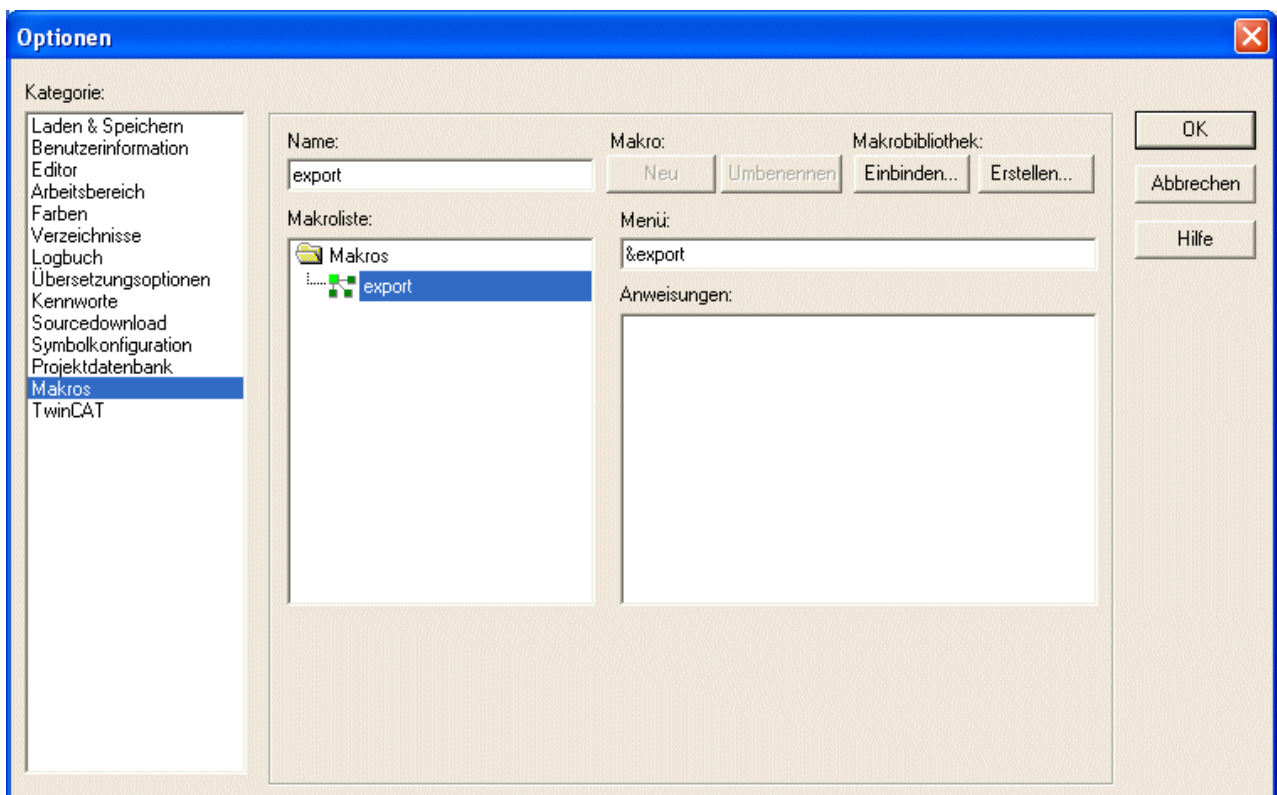 Optionen
Kategorie:
Laden & Speichern
Benutzerinformation
Editor
Arbeitsbereich
Farben
Verzeichnisse
Logbuch
Übersetzungsoptionen
Kennworte
Sourcedownload
Symbolkonfiguration
Projektdatenbank
Makros
TwinCAT
Name:
export
Makro:
Neu
Umbenennen
Makrobibliothek:
Einbinden...
Erstellen...
Makroliste:
Makros
export
Menü:
&export
Anweisungen:
OK
Abbrechen
Hilfe